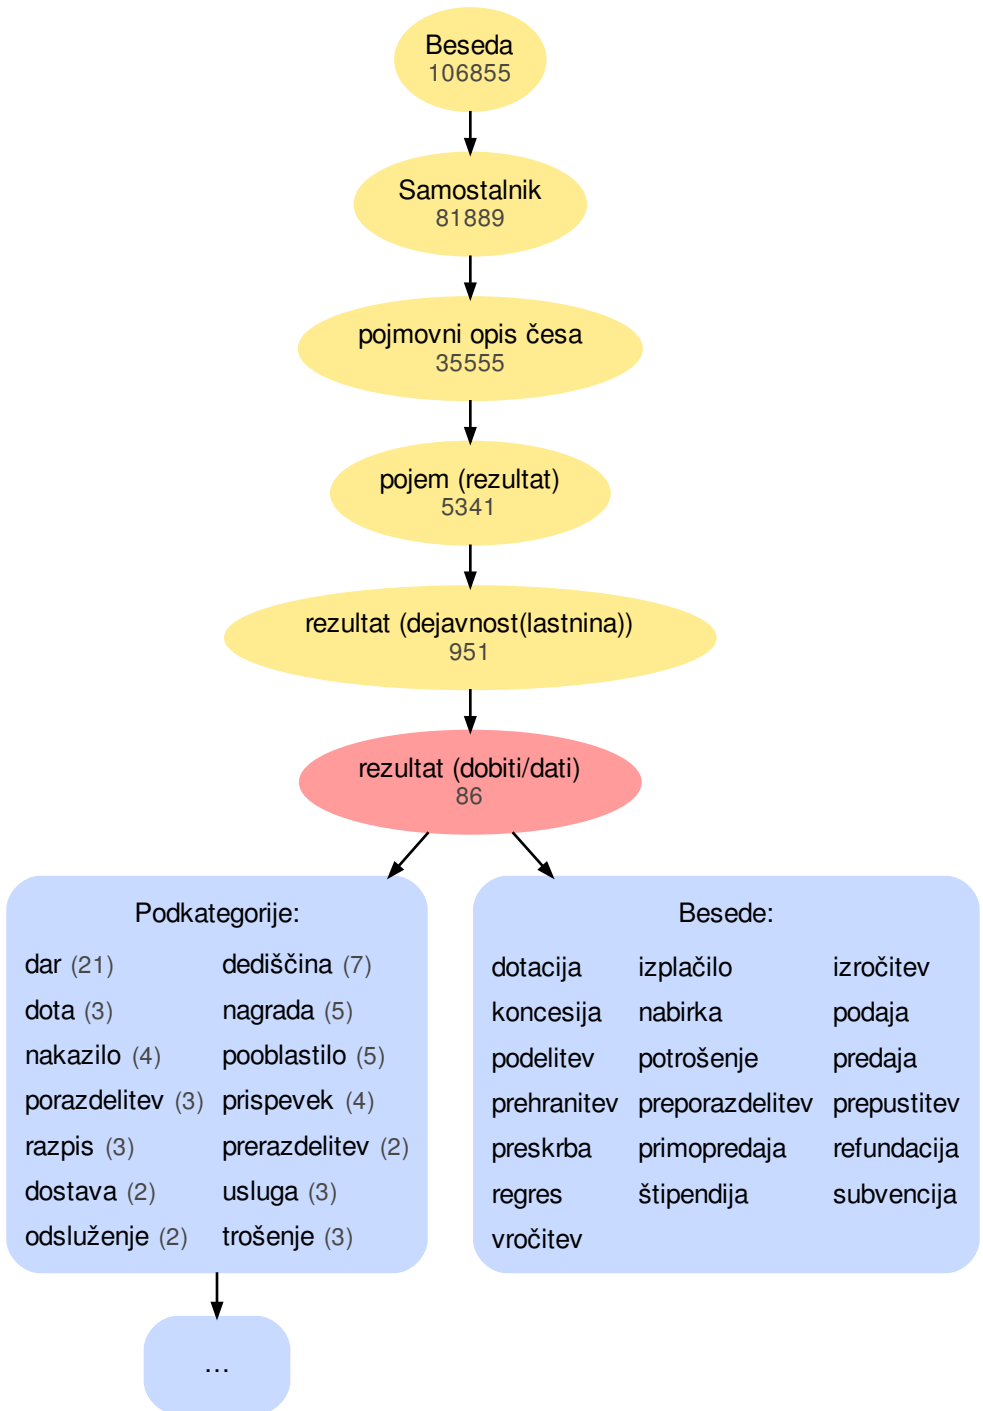 Beseda
106855
Samostalnik
81889
pojmovni opis česa
35555
pojem (rezultat)
5341
rezultat (dejavnost(lastnina))
951
rezultat (dobiti/dati)
86
Podkategorije:
dar (21) dediščina (7)
dota (3) nagrada (5)
nakazilo (4) pooblastilo (5)
porazdelitev (3) prispevek (4)
razpis (3) prerazdelitev (2)
dostava (2) usluga (3)
odsluženje (2) trošenje (3)
...
Besede:
dotacija izplačilo izročitev
koncesija nabirka podaja
podelitev potrošenje predaja
prehranitev preporazdelitev prepustitev
preskrba primopredaja refundacija
regres štipendija subvencija
vročitev